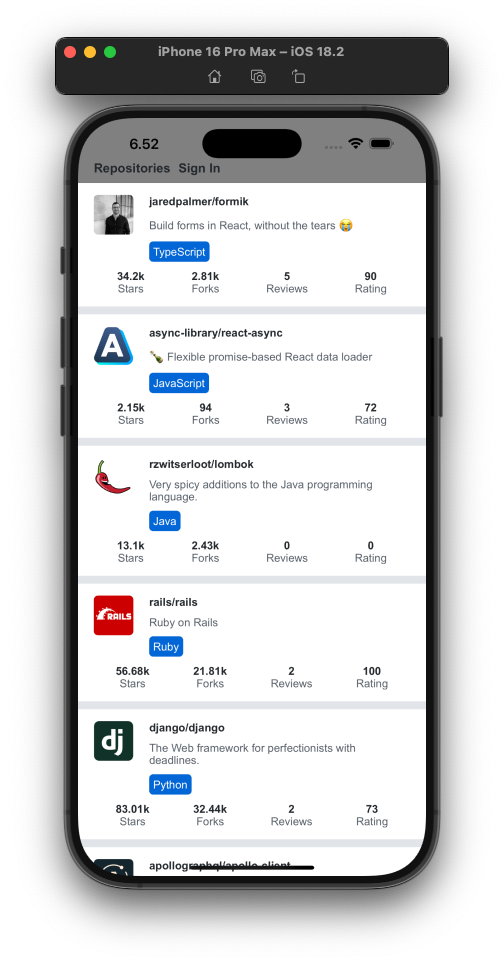 iPhone 16 Pro Max – iOS 18.2
6.52
Repositories Sign In
jaredpalmer/formik
Build forms in React, without the tears 😭
TypeScript
34.2k 2.81k 5 90
Stars Forks Reviews Rating
A
async-library/react-async
🍾 Flexible promise-based React data loader
JavaScript
2.15k 94 3 72
Stars Forks Reviews Rating
rzwitserloot/lombok
Very spicy additions to the Java programming
language.
Java
13.1k 2.43k 0 0
Stars Forks Reviews Rating
RAILS
rails/rails
Ruby on Rails
Ruby
56.68k 21.81k 2 100
Stars Forks Reviews Rating
dj
django/django
The Web framework for perfectionists with
deadlines.
Python
83.01k 32.44k 2 73
Stars Forks Reviews Rating
apollographql/apollo-client